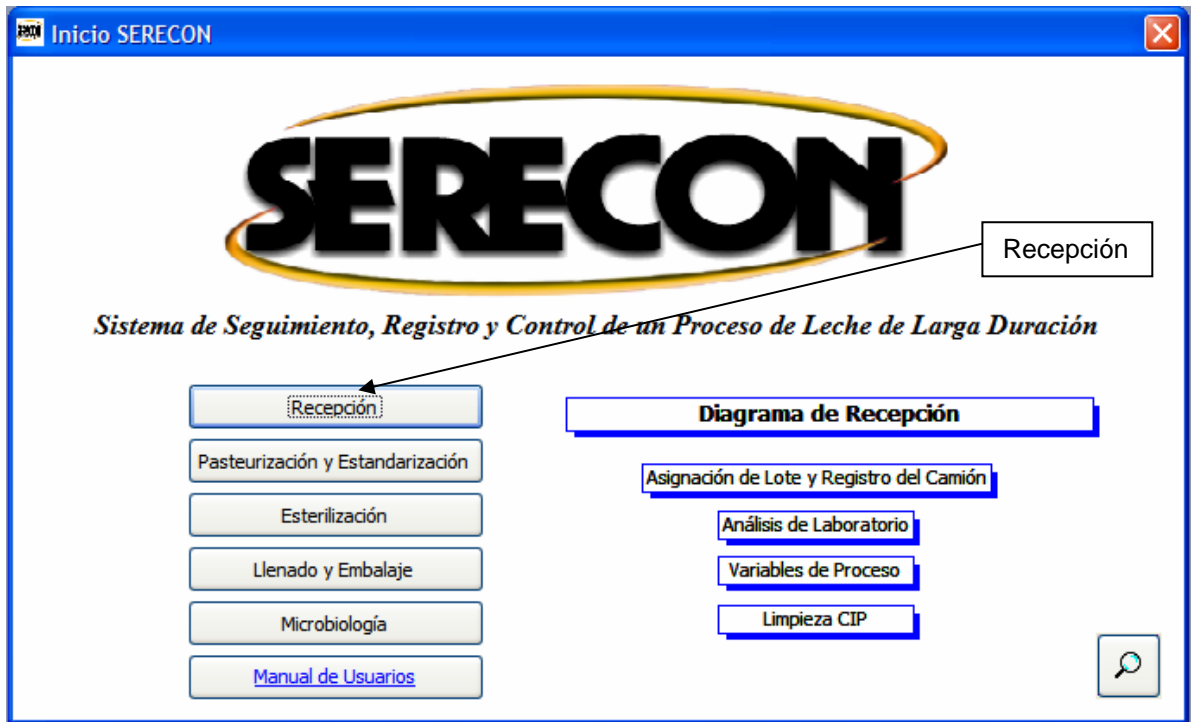 Inicio SERECON
SERECON
Recepción
Sistema de Seguimiento, Registro y Control de un Proceso de Leche de Larga Duración
Recepción
Pasteurización y Estandarización
Esterilización
Llenado y Embalaje
Microbiología
Manual de Usuarios
Diagrama de Recepción
Asignación de Lote y Registro del Camión
Análisis de Laboratorio
Variables de Proceso
Limpieza CIP